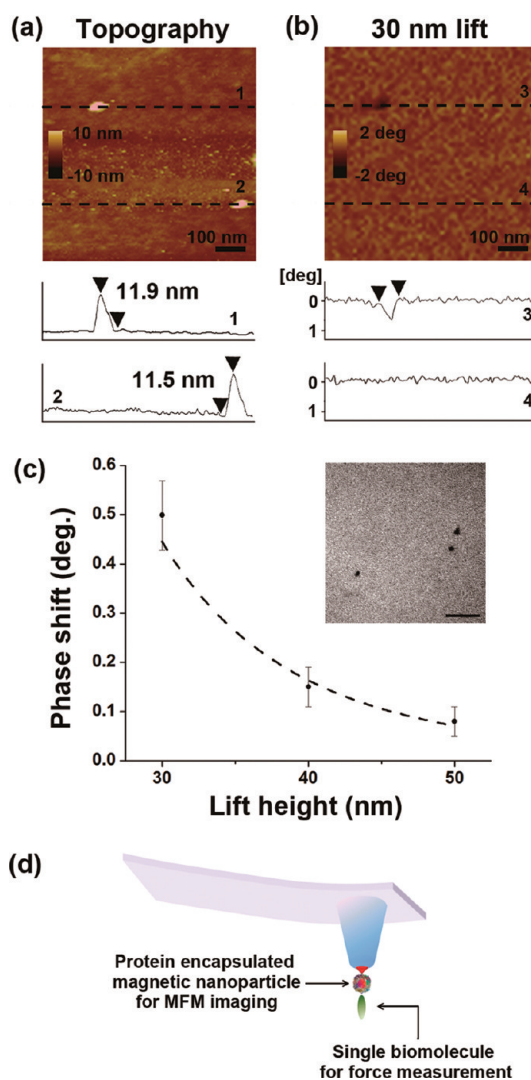 (a) Topography
1
10 nm
-10 nm
2
100 nm
11.9 nm
1
2
11.5 nm
(b) 30 nm lift
3
2 deg
-2 deg
4
100 nm
[deg]
0
1
3
0
1
4
(c)
Phase shift (deg.)
0.6
0.5
0.4
0.3
0.2
0.1
0.0
30 40 50
Lift height (nm)
(d)
Protein encapsulated
magnetic nanoparticle
for MFM imaging
Single biomolecule
for force measurement